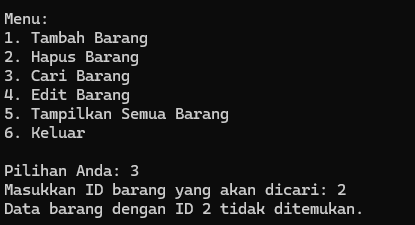 Menu:
1. Tambah Barang
2. Hapus Barang
3. Cari Barang
4. Edit Barang
5. Tampilkan Semua Barang
6. Keluar
Pilihan Anda: 3
Masukkan ID barang yang akan dicari: 2
Data barang dengan ID 2 tidak ditemukan.